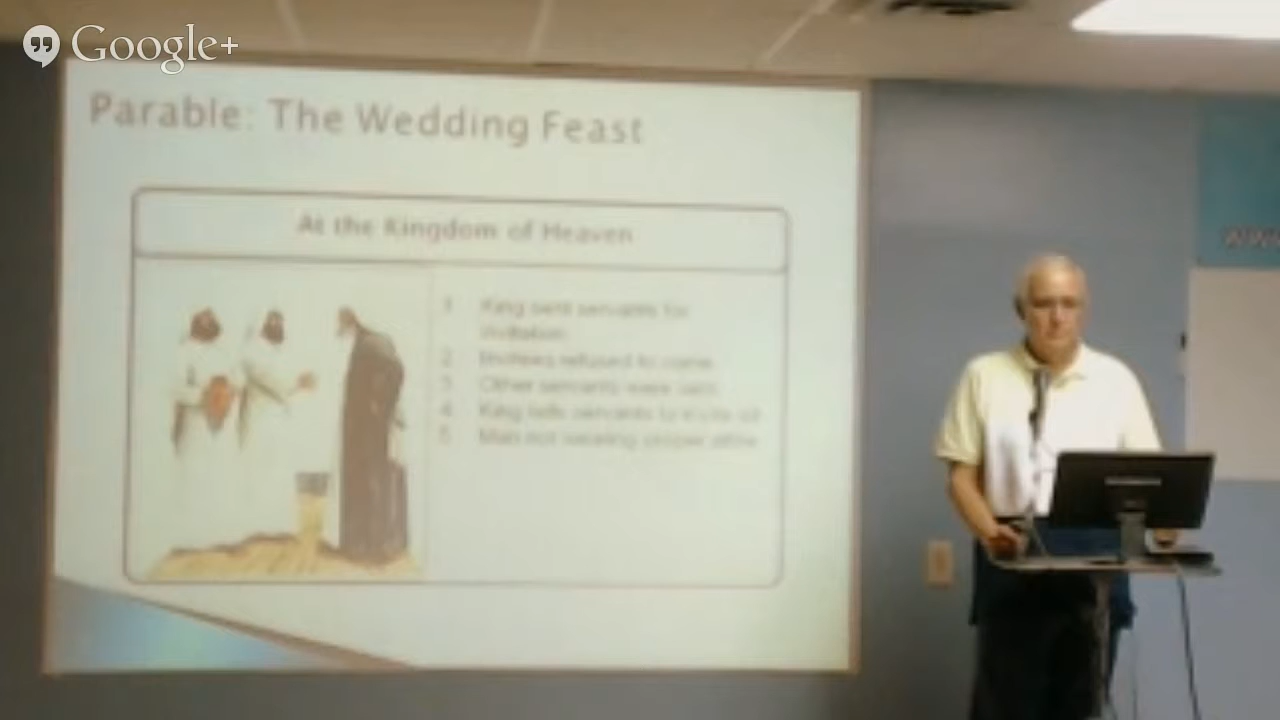 Google+
Parable: The Wedding Feast
At the Kingdom of Heaven
1. King sent servants for
invitation
2. Invitees refused to come
3. Other servants were sent
4. King tells servants to invite all
5. Man not wearing proper attire